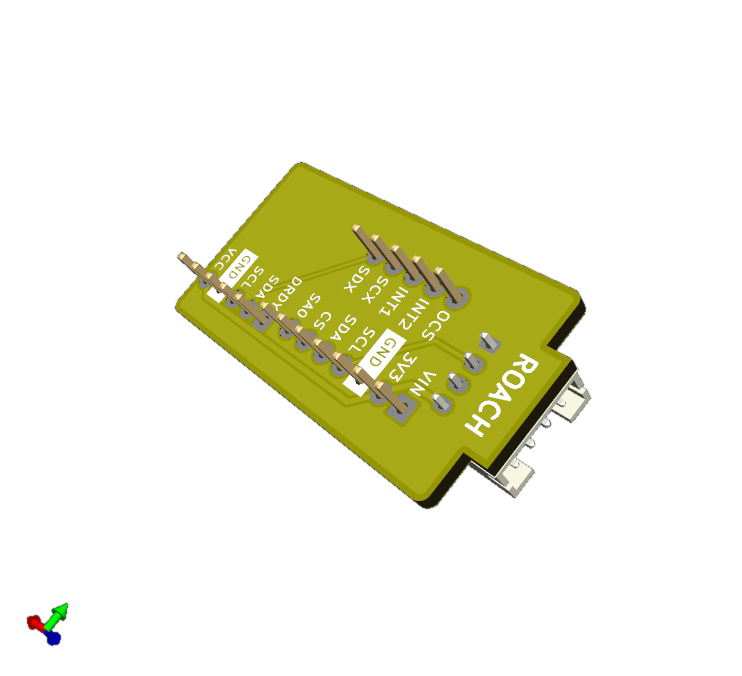 VCC
GND
SCL
SDA
DRDY
SA0
CS
SDA
SCL
GND
3V3
VIN
SDX
SCX
INT1
INT2
OCS
ROACH